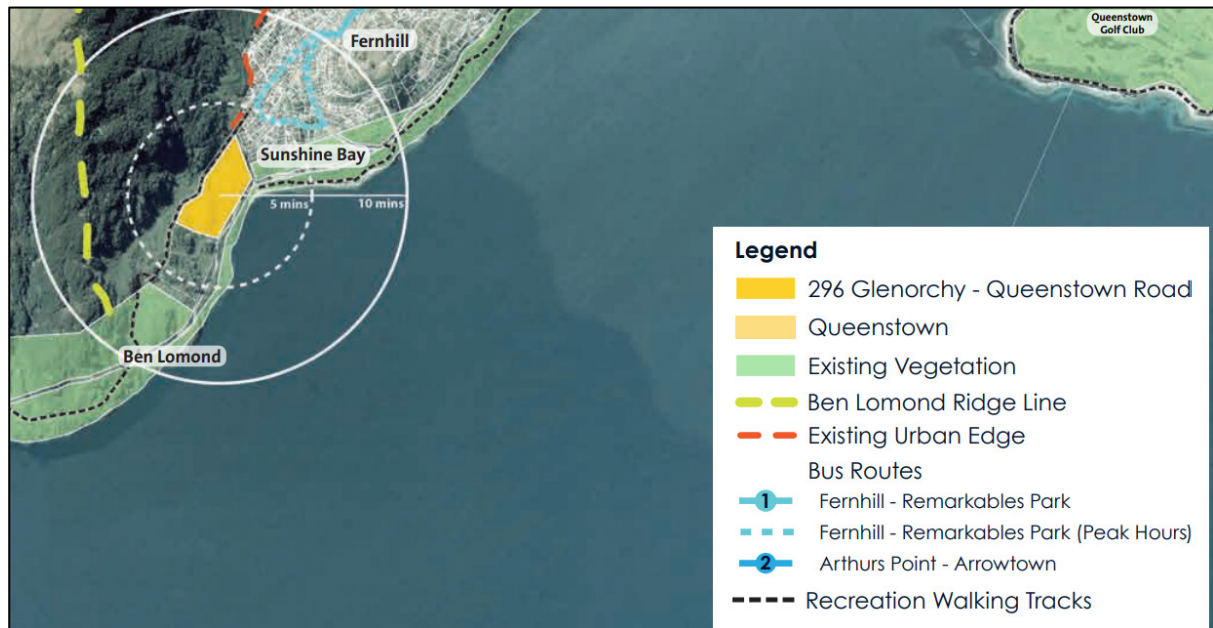 Queenstown
Golf Club
Fernhill
Sunshine Bay
5 mins
10 mins
Ben Lomond
Legend
296 Glenorchy - Queenstown Road
Queenstown
Existing Vegetation
Ben Lomond Ridge Line
Existing Urban Edge
Bus Routes
1 Fernhill - Remarkables Park
Fernhill - Remarkables Park (Peak Hours)
2 Arthurs Point - Arrowtown
Recreation Walking Tracks